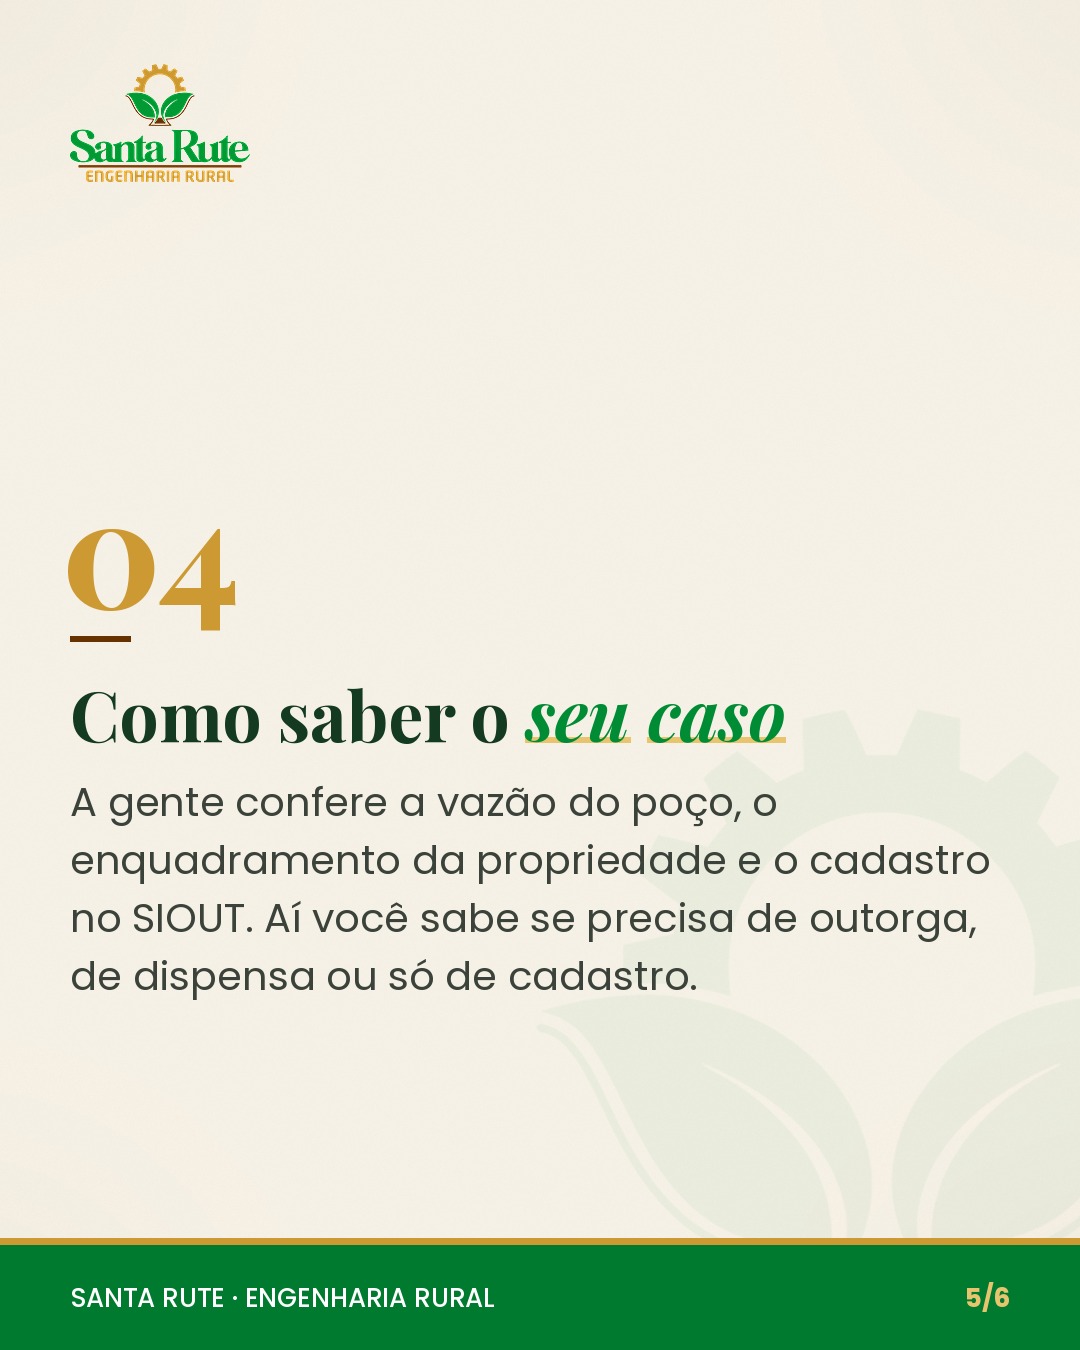 Santa Rute
ENGENHARIA RURAL
04
Como saber o seu caso
A gente confere a vazão do poço, o
enquadramento da propriedade e o cadastro
no SIOUT. Aí você sabe se precisa de outorga,
de dispensa ou só de cadastro.
SANTA RUTE · ENGENHARIA RURAL
5/6